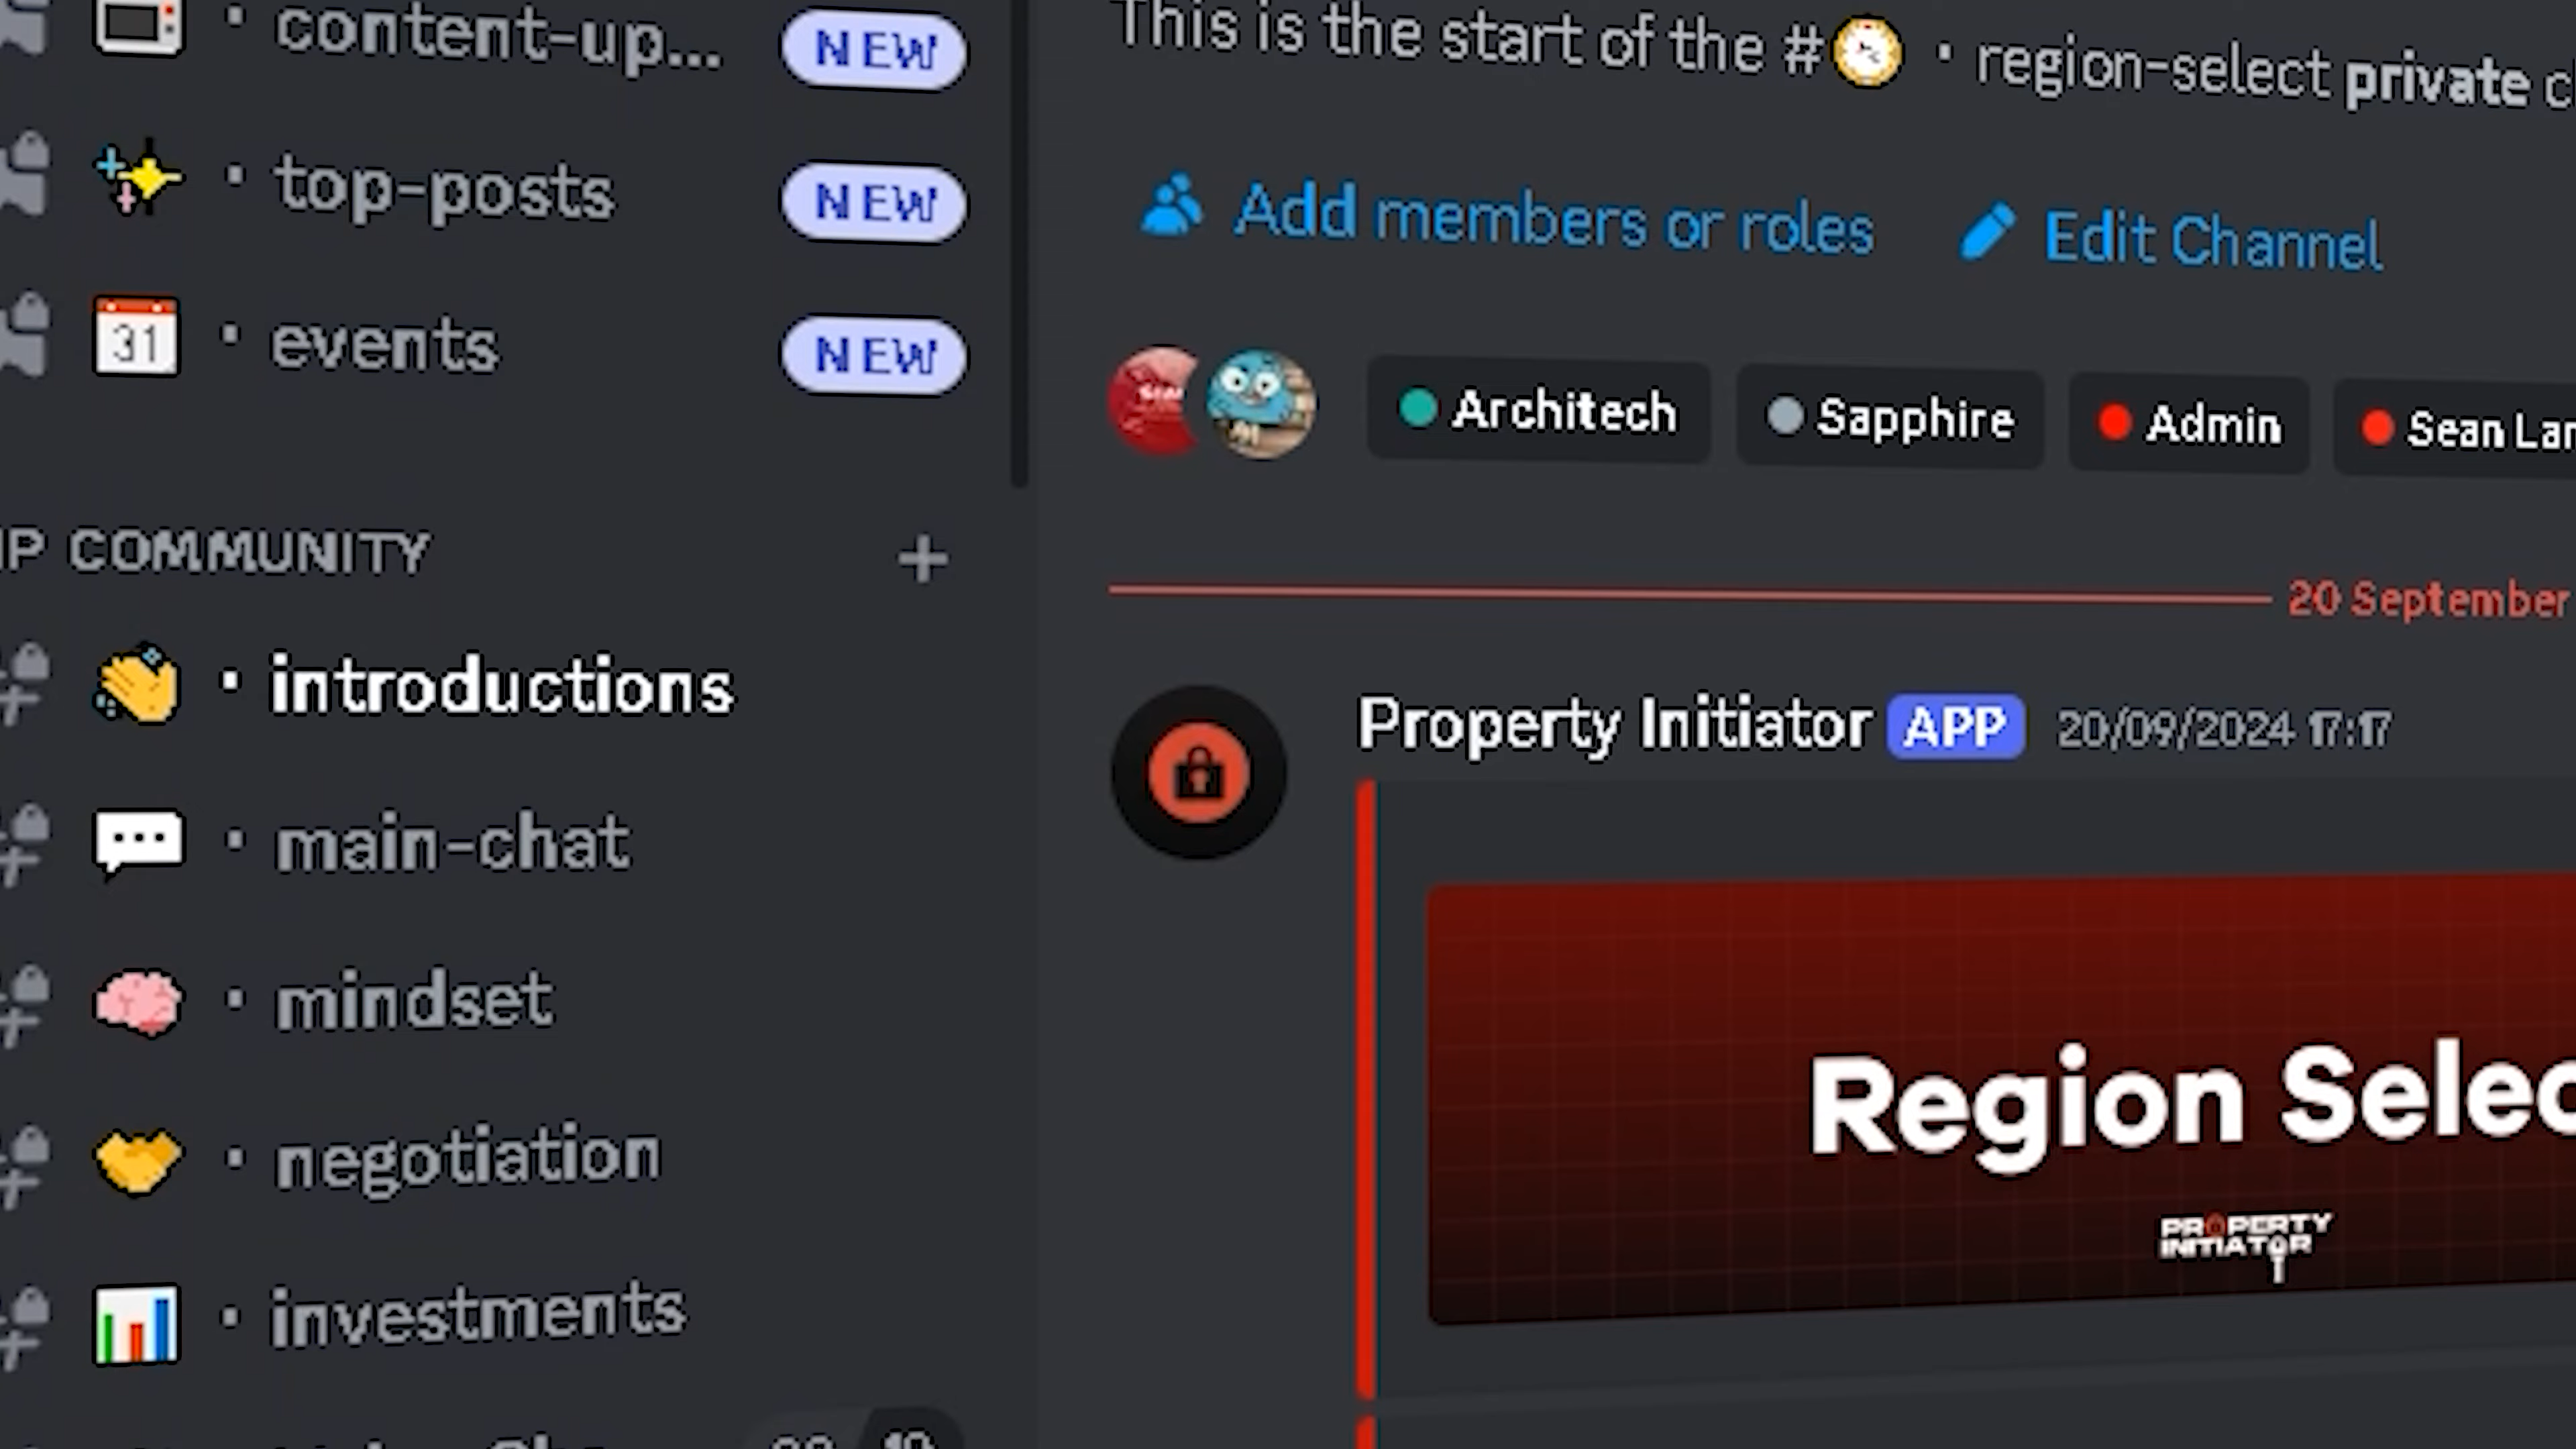 content-up... NEW
top-posts NEW
31 events NEW
IP COMMUNITY
introductions
main-chat
mindset
negotiation
investments
This is the start of the # region-select private
Add members or roles Edit Channel
Architech Sapphire Admin Sean
20 September
Property Initiator APP 20/09/2024 17:17
Region Selec
PROPERTY
INITIATOR